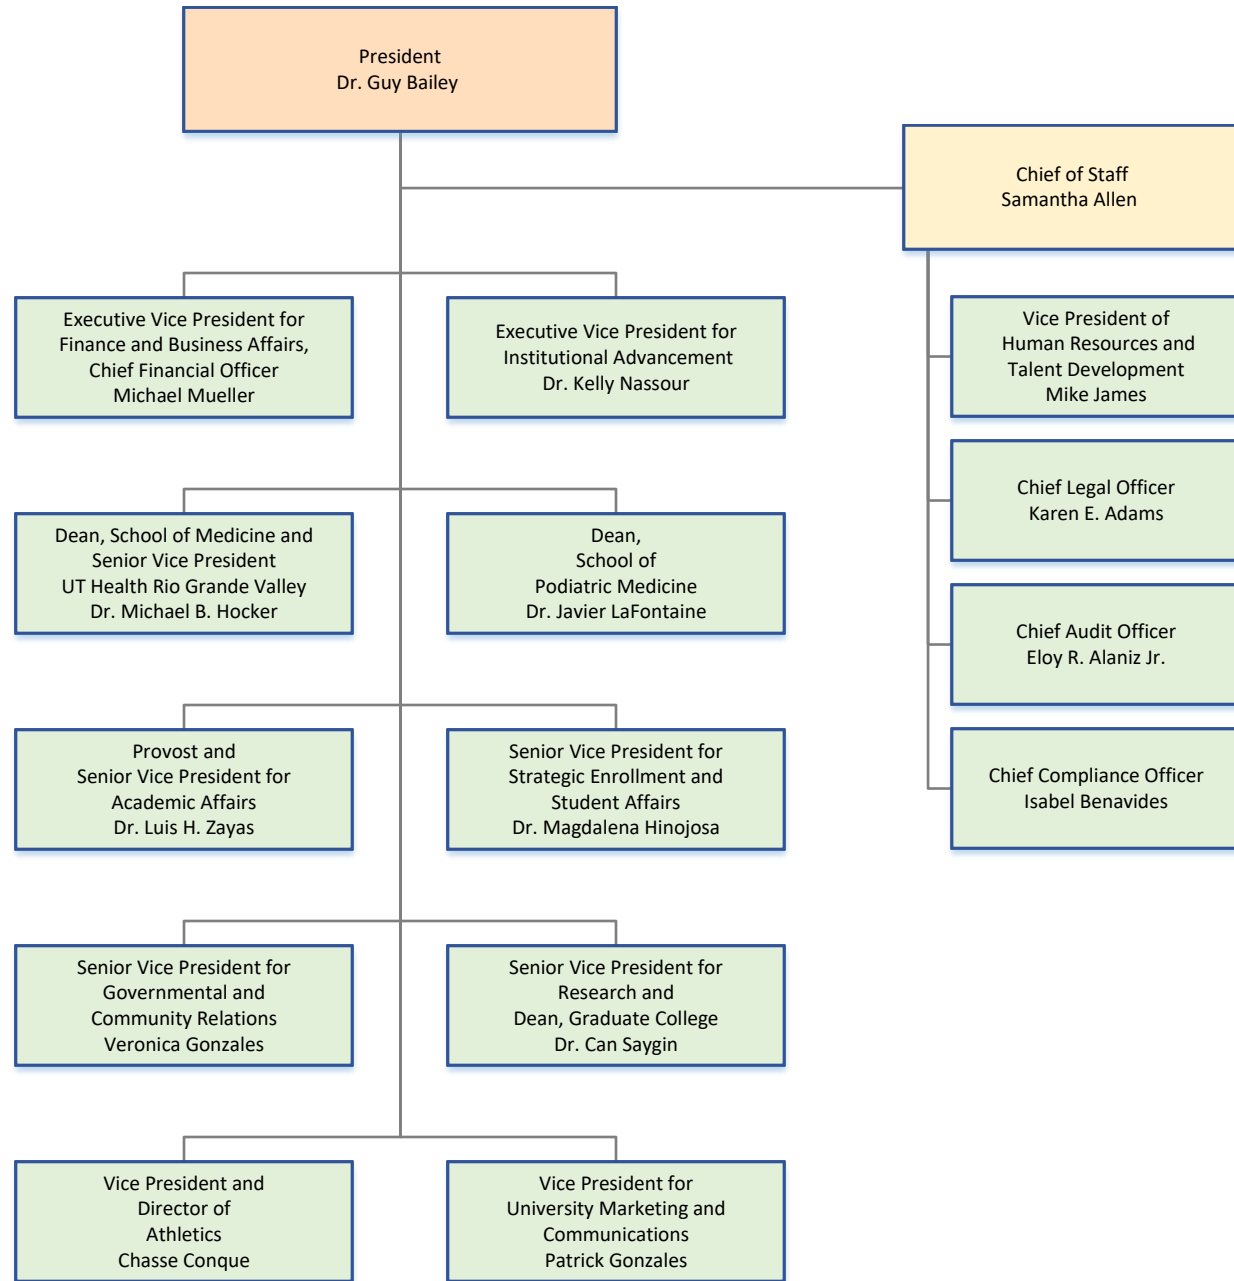 President
Dr. Guy Bailey
Chief of Staff
Samantha Allen
Executive Vice President for
Finance and Business Affairs,
Chief Financial Officer
Michael Mueller
Executive Vice President for
Institutional Advancement
Dr. Kelly Nassour
Vice President of
Human Resources and
Talent Development
Mike James
Chief Legal Officer
Karen E. Adams
Dean, School of Medicine and
Senior Vice President
UT Health Rio Grande Valley
Dr. Michael B. Hocker
Dean,
School of
Podiatric Medicine
Dr. Javier LaFontaine
Chief Audit Officer
Eloy R. Alaniz Jr.
Provost and
Senior Vice President for
Academic Affairs
Dr. Luis H. Zayas
Senior Vice President for
Strategic Enrollment and
Student Affairs
Dr. Magdalena Hinojosa
Chief Compliance Officer
Isabel Benavides
Senior Vice President for
Governmental and
Community Relations
Veronica Gonzales
Senior Vice President for
Research and
Dean, Graduate College
Dr. Can Saygin
Vice President and
Director of
Athletics
Chasse Conque
Vice President for
University Marketing and
Communications
Patrick Gonzales